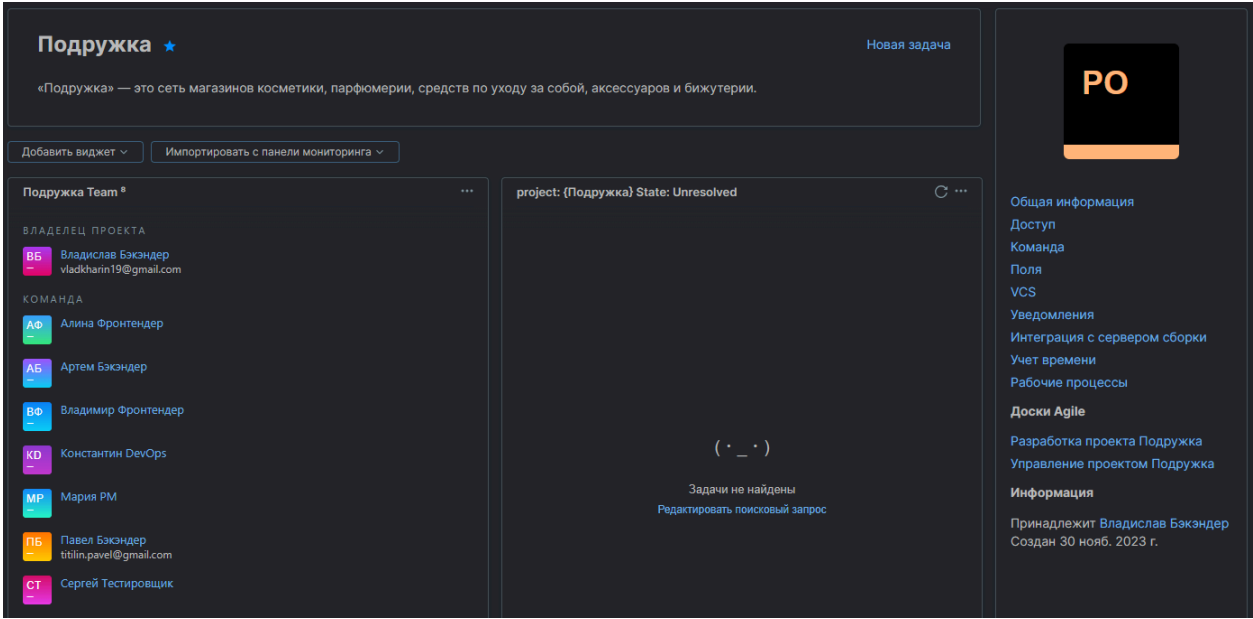 Подружка
Новая задача
«Подружка» — это сеть магазинов косметики, парфюмерии, средств по уходу за собой, аксессуаров и бижутерии.
Добавить виджет
Импортировать с панели мониторинга
Подружка Team 8
ВЛАДЕЛЕЦ ПРОЕКТА
ВБ
Владислав Бэкэндер
vladkharin19@gmail.com
КОМАНДА
АФ
Алина Фронтендер
АБ
Артем Бэкэндер
ВФ
Владимир Фронтендер
KD
Константин DevOps
МР
Мария PM
ПБ
Павел Бэкэндер
titilin.pavel@gmail.com
СТ
Сергей Тестировщик
project: {Подружка} State: Unresolved
( · _ · )
Задачи не найдены
Редактировать поисковый запрос
PO
Общая информация
Доступ
Команда
Поля
VCS
Уведомления
Интеграция с сервером сборки
Учет времени
Рабочие процессы
Доски Agile
Разработка проекта Подружка
Управление проектом Подружка
Информация
Принадлежит Владислав Бэкэндер
Создан 30 нояб. 2023 г.